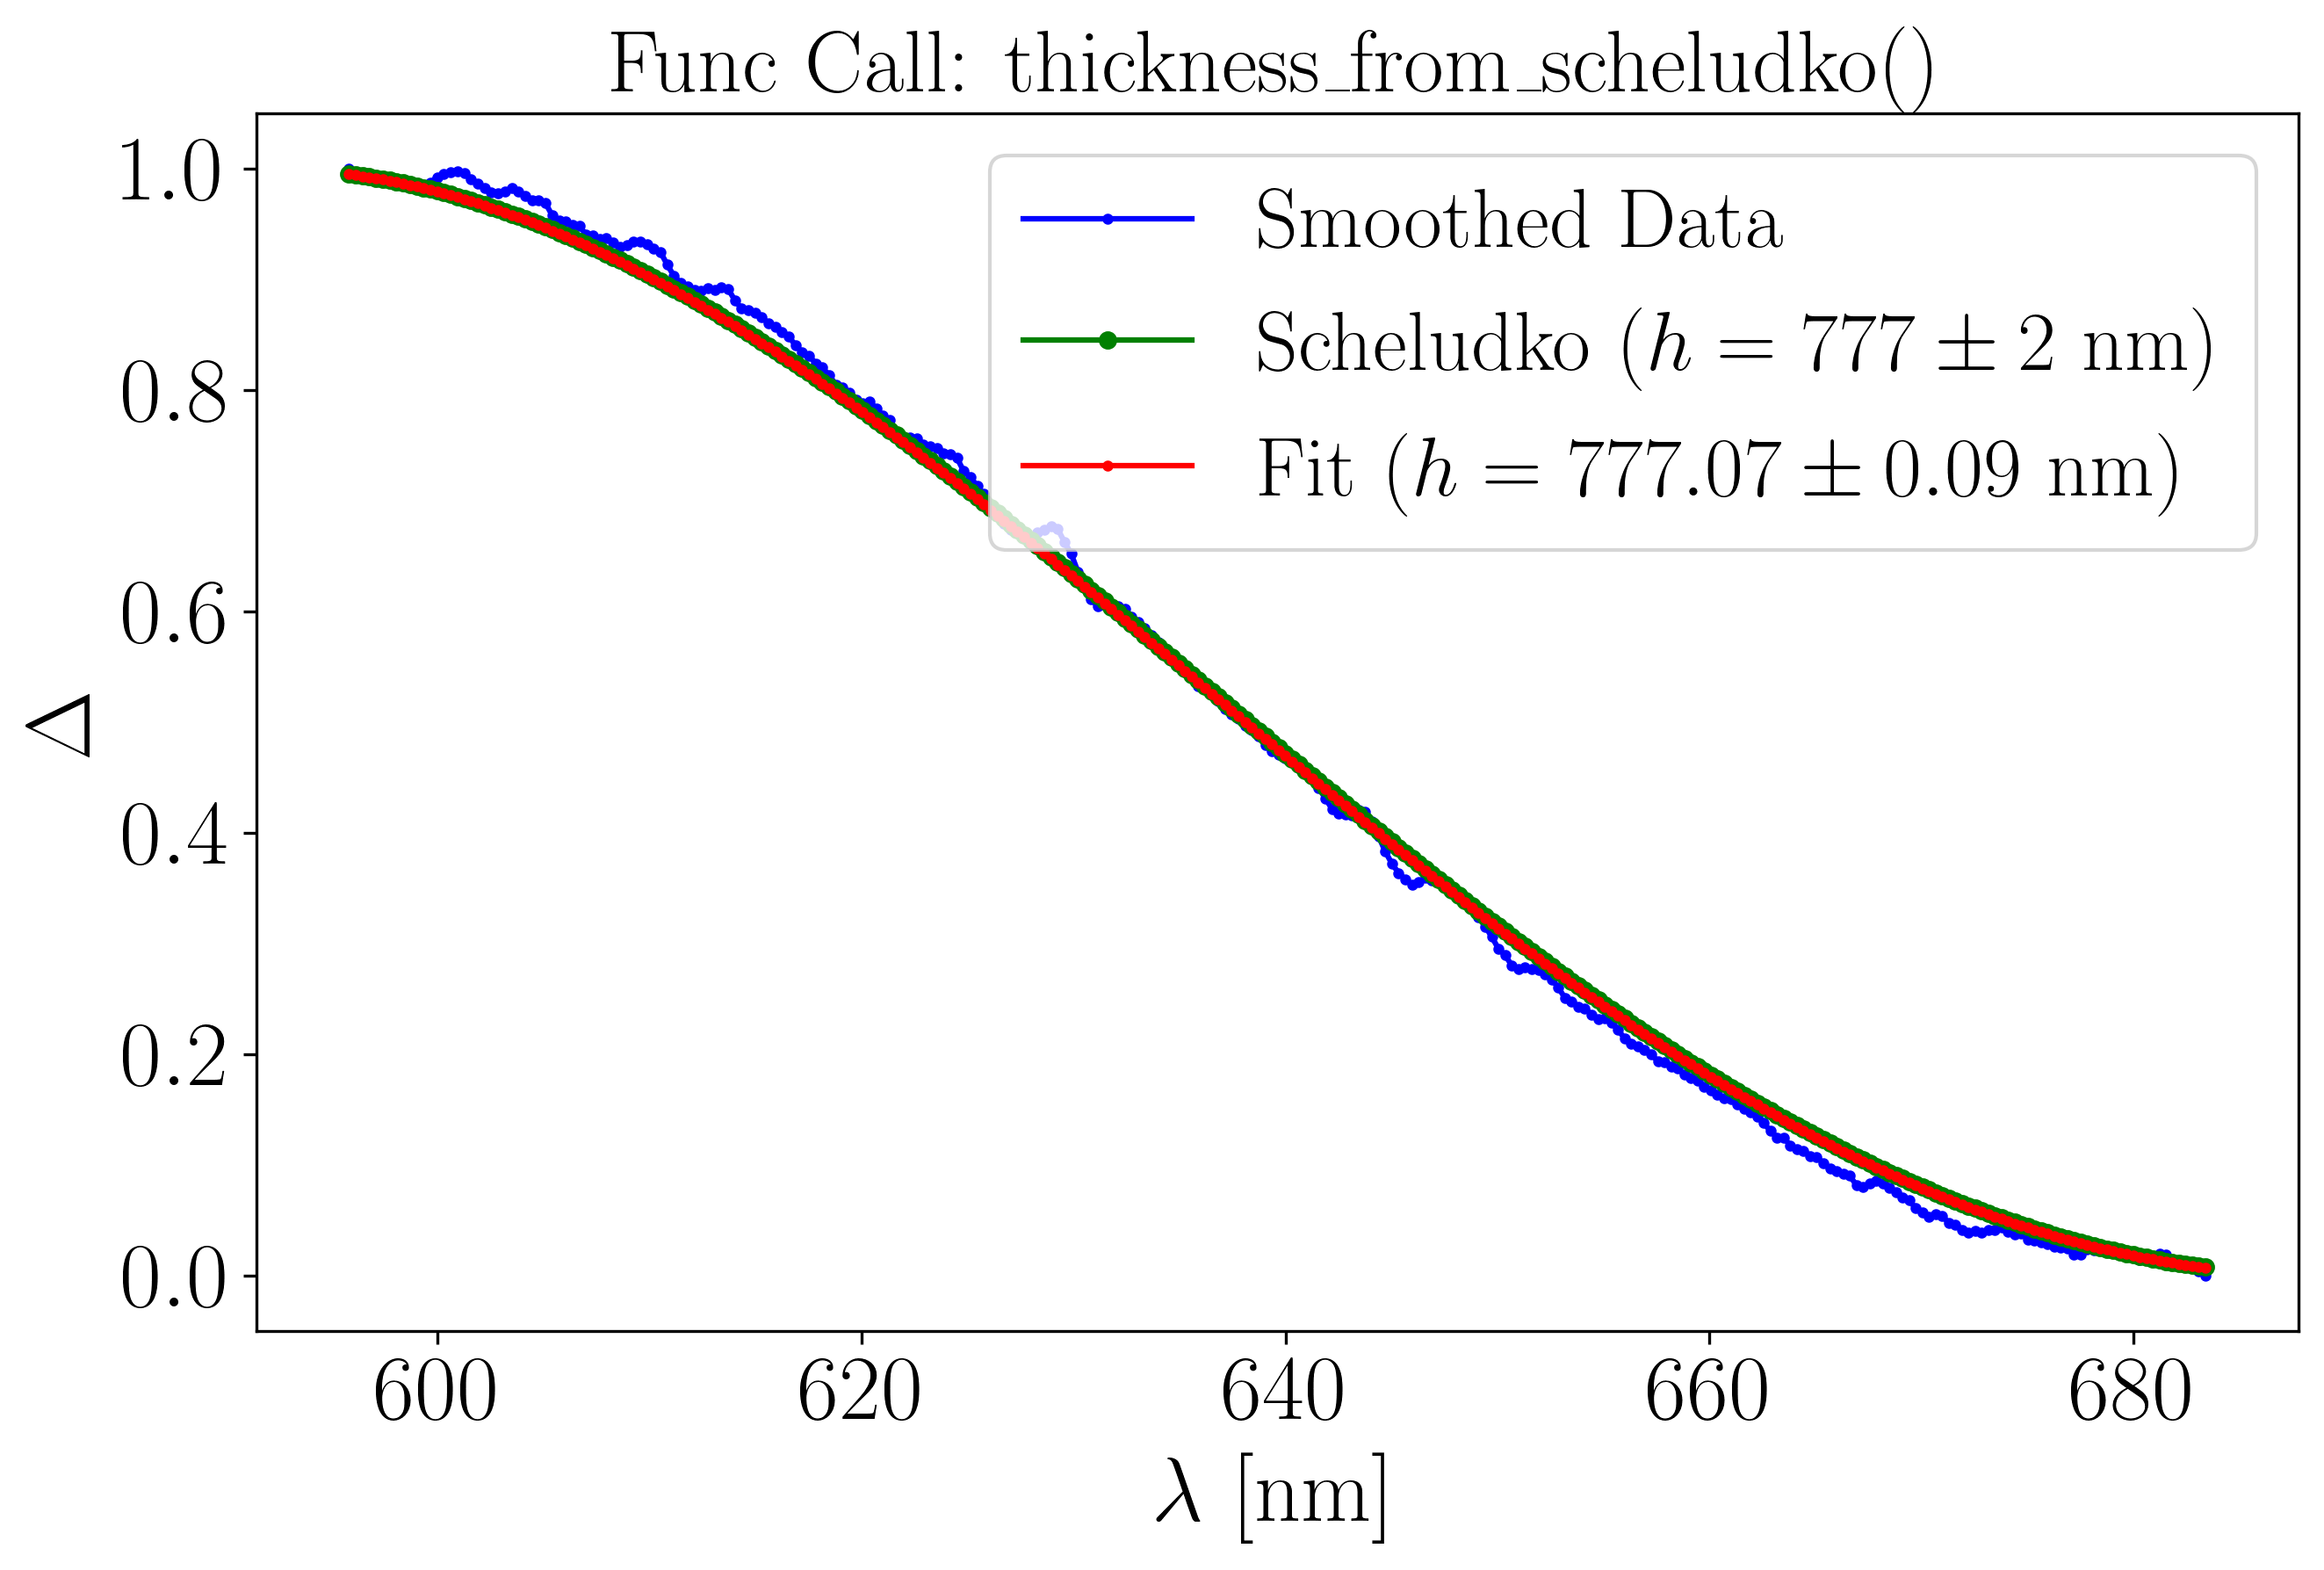 Func Call: thicknes_from_scheludko()
1.0
0.8
0.6
0.4
0.2
0.0
Δ
Smoothed Data
Scheludko (h = 777 ± 2 nm)
Fit (h = 777.07 ± 0.09 nm)
600 620 640 660 680
λ [nm]